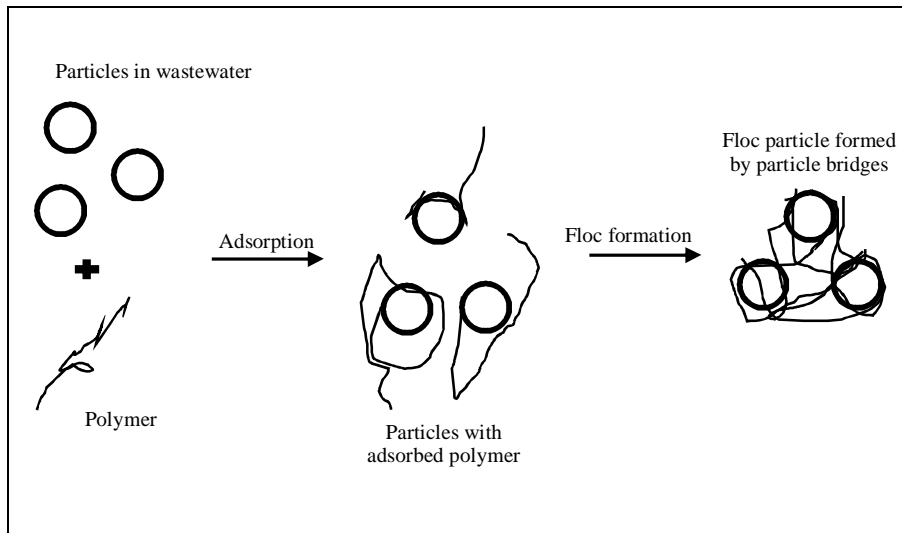 Particles in wastewater
Polymer
Adsorption
Particles with
adsorbed polymer
Floc formation
Floc particle formed
by particle bridges